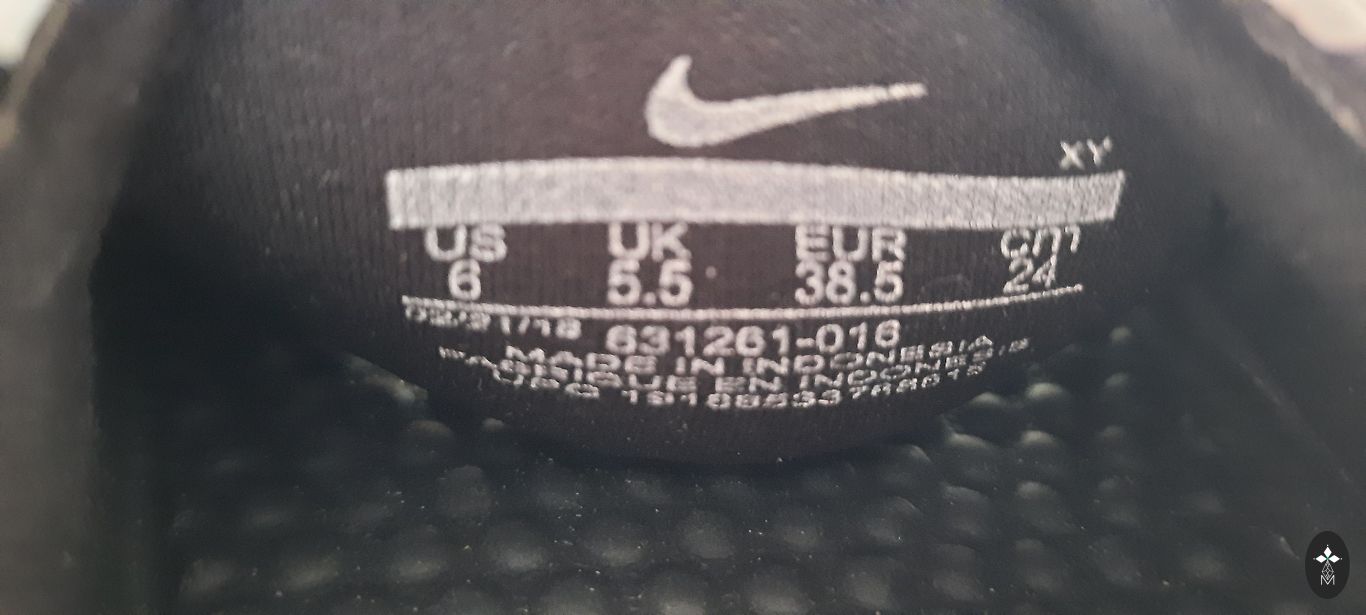 XY
US UK EUR cm
6 5.5 38.5 24
02/21/18 631261-016
MADE IN INDONESIA
FABRIQUE EN INDONESIE
UPC
M